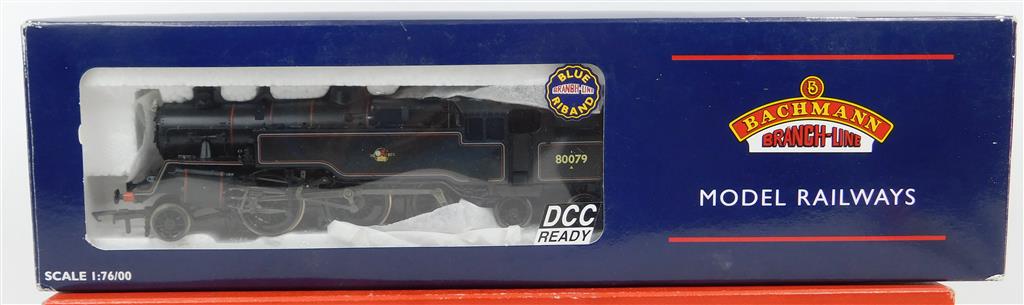 BLUE
BRANCH-LINE
RIBAND
80079
DCC
READY
SCALE 1:76/00
B
BACHMANN
BRANCH-LINE
MODEL RAILWAYS